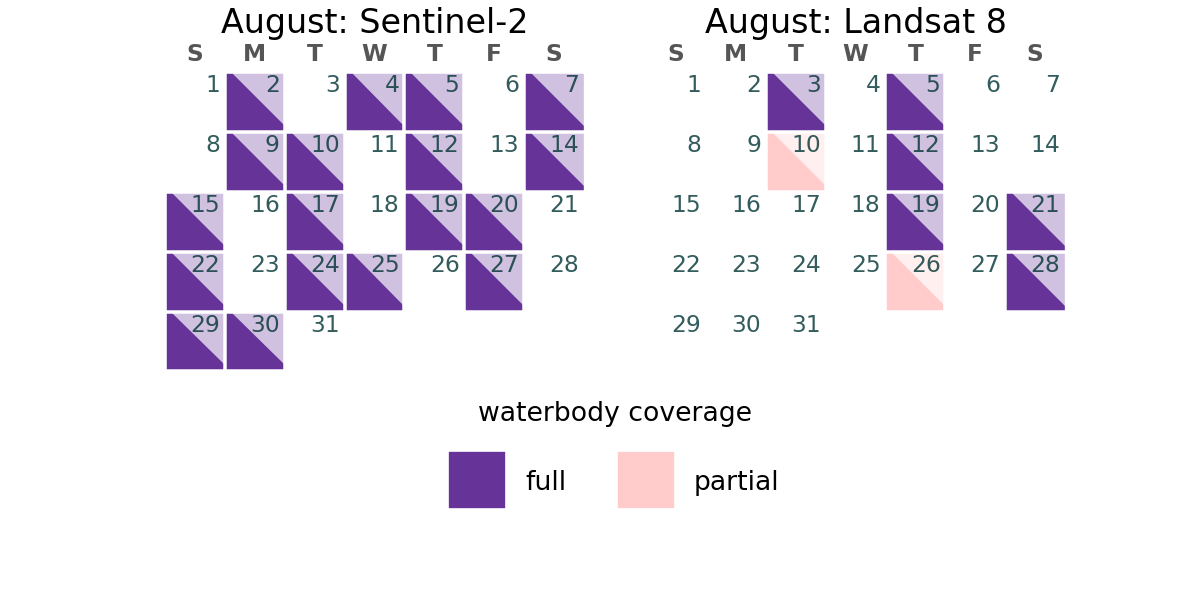 August: Sentinel-2
S M T W T F S
1 2 3 4 5 6 7
8 9 10 11 12 13 14
15 16 17 18 19 20 21
22 23 24 25 26 27 28
29 30 31
August: Landsat 8
S M T W T F S
1 2 3 4 5 6 7
8 9 10 11 12 13 14
15 16 17 18 19 20 21
22 23 24 25 26 27 28
29 30 31
waterbody coverage
full
partial